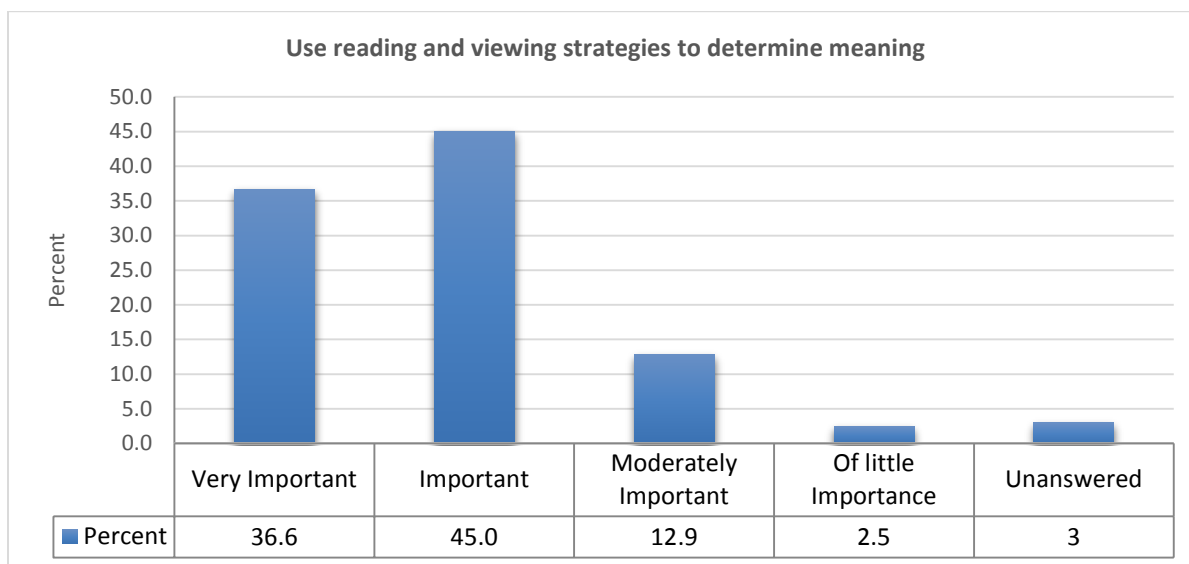 Use reading and viewing strategies to determine meaning
50.0
45.0
40.0
35.0
30.0
25.0
20.0
15.0
10.0
5.0
0.0
Percent
Very Important
Important
Moderately
Important
Of little
Importance
Unanswered
Percent 36.6 45.0 12.9 2.5 3